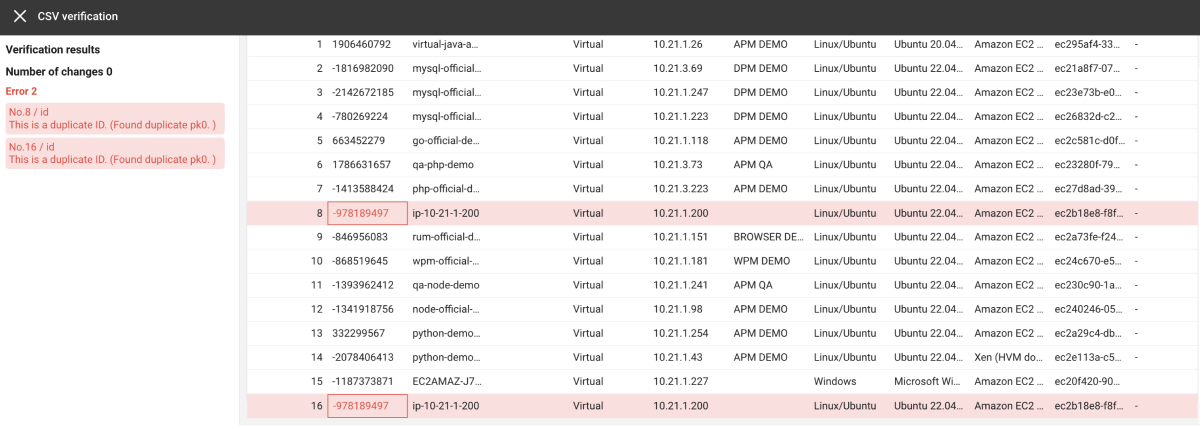 CSV verification
Verification results
Number of changes 0
Error 2
No.8 / id
This is a duplicate ID. (Found duplicate pk0. )
No.16 / id
This is a duplicate ID. (Found duplicate pk0. )
1 1906460792 virtual-java-a... Virtual 10.21.1.26 APM DEMO Linux/Ubuntu Ubuntu 20.04... Amazon EC2 ... ec295af4-33... -
2 -1816982090 mysql-official... Virtual 10.21.3.69 DPM DEMO Linux/Ubuntu Ubuntu 22.04... Amazon EC2 ... ec21a8f7-07... -
3 -2142672185 mysql-official... Virtual 10.21.1.247 DPM DEMO Linux/Ubuntu Ubuntu 22.04... Amazon EC2 ... ec23e73b-e0... -
4 -780269224 mysql-official... Virtual 10.21.1.223 DPM DEMO Linux/Ubuntu Ubuntu 22.04... Amazon EC2 ... ec26832d-c2... -
5 663452279 go-official-de... Virtual 10.21.1.118 APM DEMO Linux/Ubuntu Ubuntu 22.04... Amazon EC2 ... ec2c581c-d0f... -
6 1786631657 qa-php-demo Virtual 10.21.3.73 APM QA Linux/Ubuntu Ubuntu 22.04... Amazon EC2 ... ec23280f-79... -
7 -1413588424 php-official-d... Virtual 10.21.3.223 APM DEMO Linux/Ubuntu Ubuntu 22.04... Amazon EC2 ... ec27d8ad-39... -
8 -978189497 ip-10-21-1-200 Virtual 10.21.1.200 Linux/Ubuntu Ubuntu 22.04... Amazon EC2 ... ec2b18e8-f8f... -
9 -846956083 rum-official-d... Virtual 10.21.1.151 BROWSER DE... Linux/Ubuntu Ubuntu 22.04... Amazon EC2 ... ec2a73fe-f24... -
10 -868519645 wpm-official-... Virtual 10.21.1.181 WPM DEMO Linux/Ubuntu Ubuntu 22.04... Amazon EC2 ... ec24c670-e5... -
11 -1393962412 qa-node-demo Virtual 10.21.1.241 APM QA Linux/Ubuntu Ubuntu 22.04... Amazon EC2 ... ec230c90-1a... -
12 -1341918756 node-official-... Virtual 10.21.1.98 APM DEMO Linux/Ubuntu Ubuntu 22.04... Amazon EC2 ... ec240246-05... -
13 332299567 python-demo... Virtual 10.21.1.254 APM DEMO Linux/Ubuntu Ubuntu 22.04... Amazon EC2 ... ec2a29c4-db... -
14 -2078406413 python-demo... Virtual 10.21.1.43 APM DEMO Linux/Ubuntu Ubuntu 22.04... Xen (HVM do... ec2e113a-c5... -
15 -1187373871 EC2AMAZ-J7... Virtual 10.21.1.227 Windows Microsoft Wi... Amazon EC2 ... ec20f420-90... -
16 -978189497 ip-10-21-1-200 Virtual 10.21.1.200 Linux/Ubuntu Ubuntu 22.04... Amazon EC2 ... ec2b18e8-f8f... -